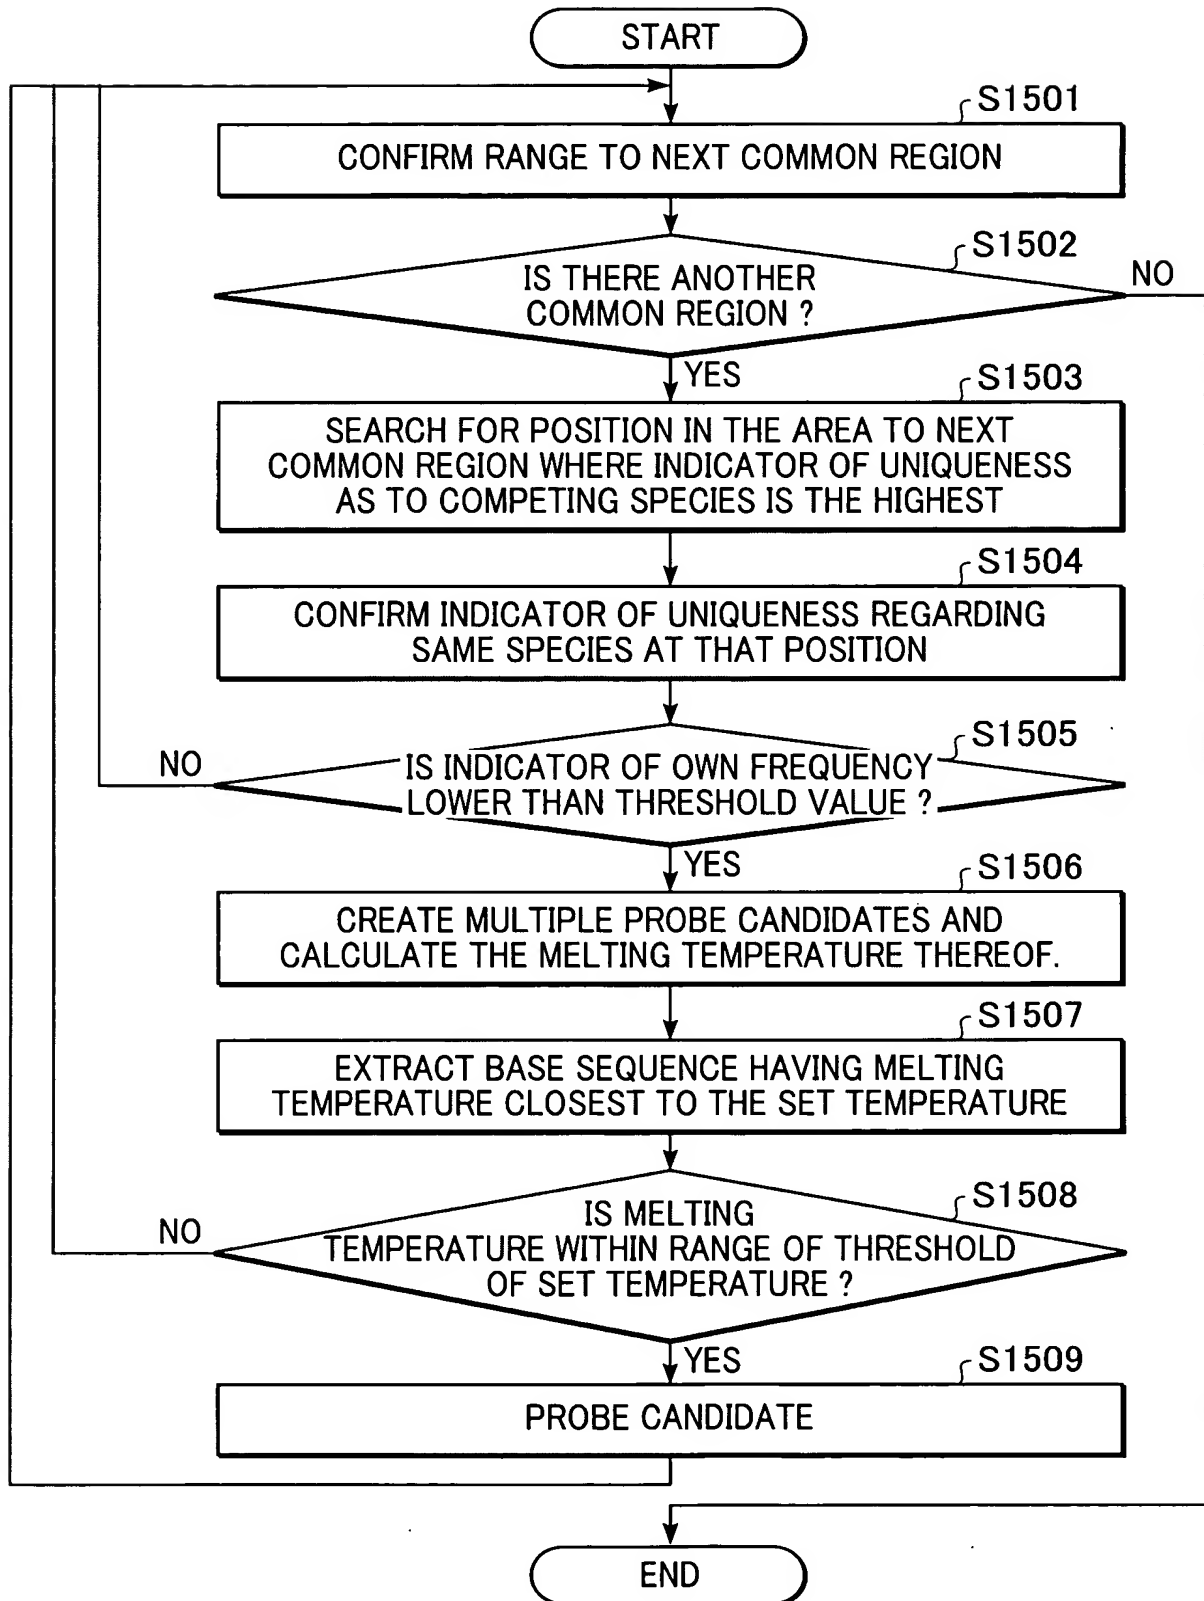 START
S1501
CONFIRM RANGE TO NEXT COMMON REGION
S1502
IS THERE ANOTHER
COMMON REGION ?
NO
YES
S1503
SEARCH FOR POSITION IN THE AREA TO NEXT
COMMON REGION WHERE INDICATOR OF UNIQUENESS
AS TO COMPETING SPECIES IS THE HIGHEST
S1504
CONFIRM INDICATOR OF UNIQUENESS REGARDING
SAME SPECIES AT THAT POSITION
S1505
NO
IS INDICATOR OF OWN FREQUENCY
LOWER THAN THRESHOLD VALUE ?
YES
S1506
CREATE MULTIPLE PROBE CANDIDATES AND
CALCULATE THE MELTING TEMPERATURE THEREOF.
S1507
EXTRACT BASE SEQUENCE HAVING MELTING
TEMPERATURE CLOSEST TO THE SET TEMPERATURE
S1508
NO
IS MELTING
TEMPERATURE WITHIN RANGE OF THRESHOLD
OF SET TEMPERATURE ?
YES
S1509
PROBE CANDIDATE
END